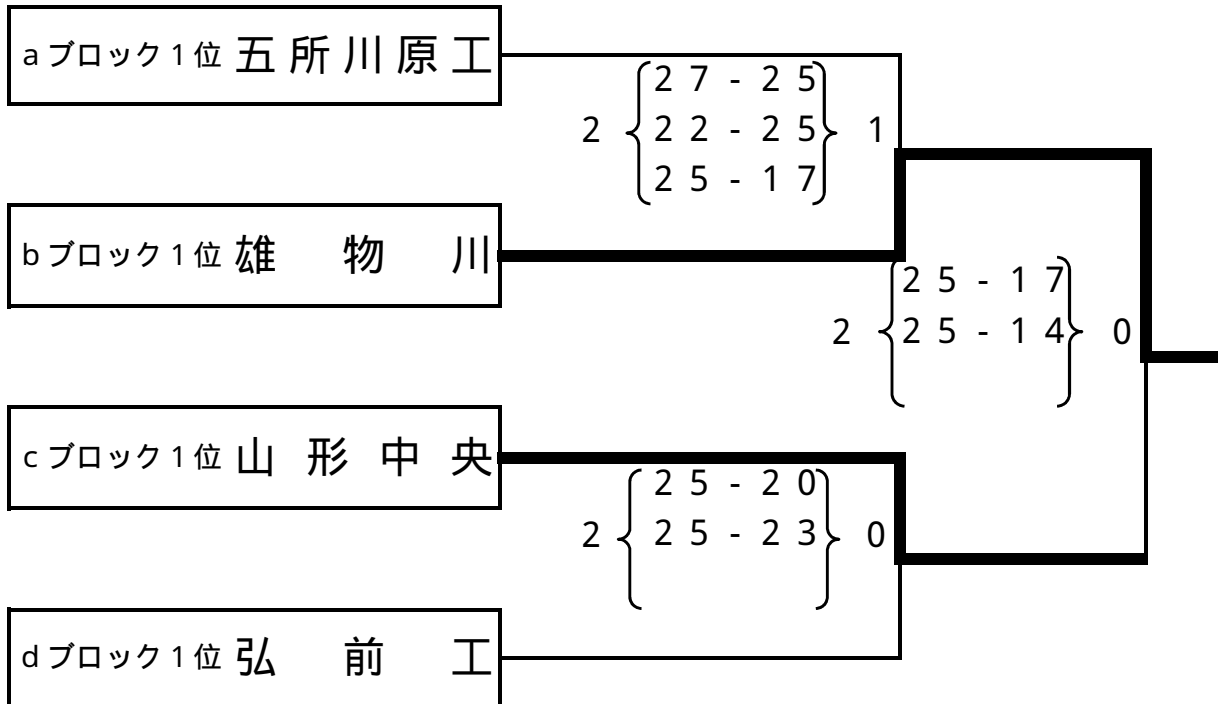 aブロック1位 五所川原工
27-25
2 22-25 1
25-17
bブロック1位 雄物川
25-17
2 25-14 0
cブロック1位 山形中央
25-20
2 25-23 0
dブロック1位 弘前工